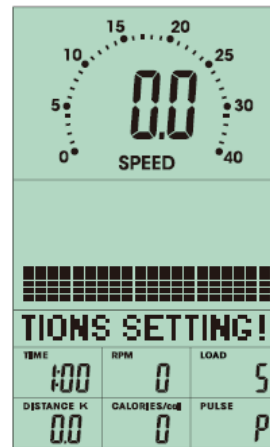 15 20
10 25
5 30
0 40
0.0
SPEED
TIONS SETTING!
TIME RPM LOAD
1:00 0 5
DISTANCE K CALORIES/cal PULSE
0.0 0 P